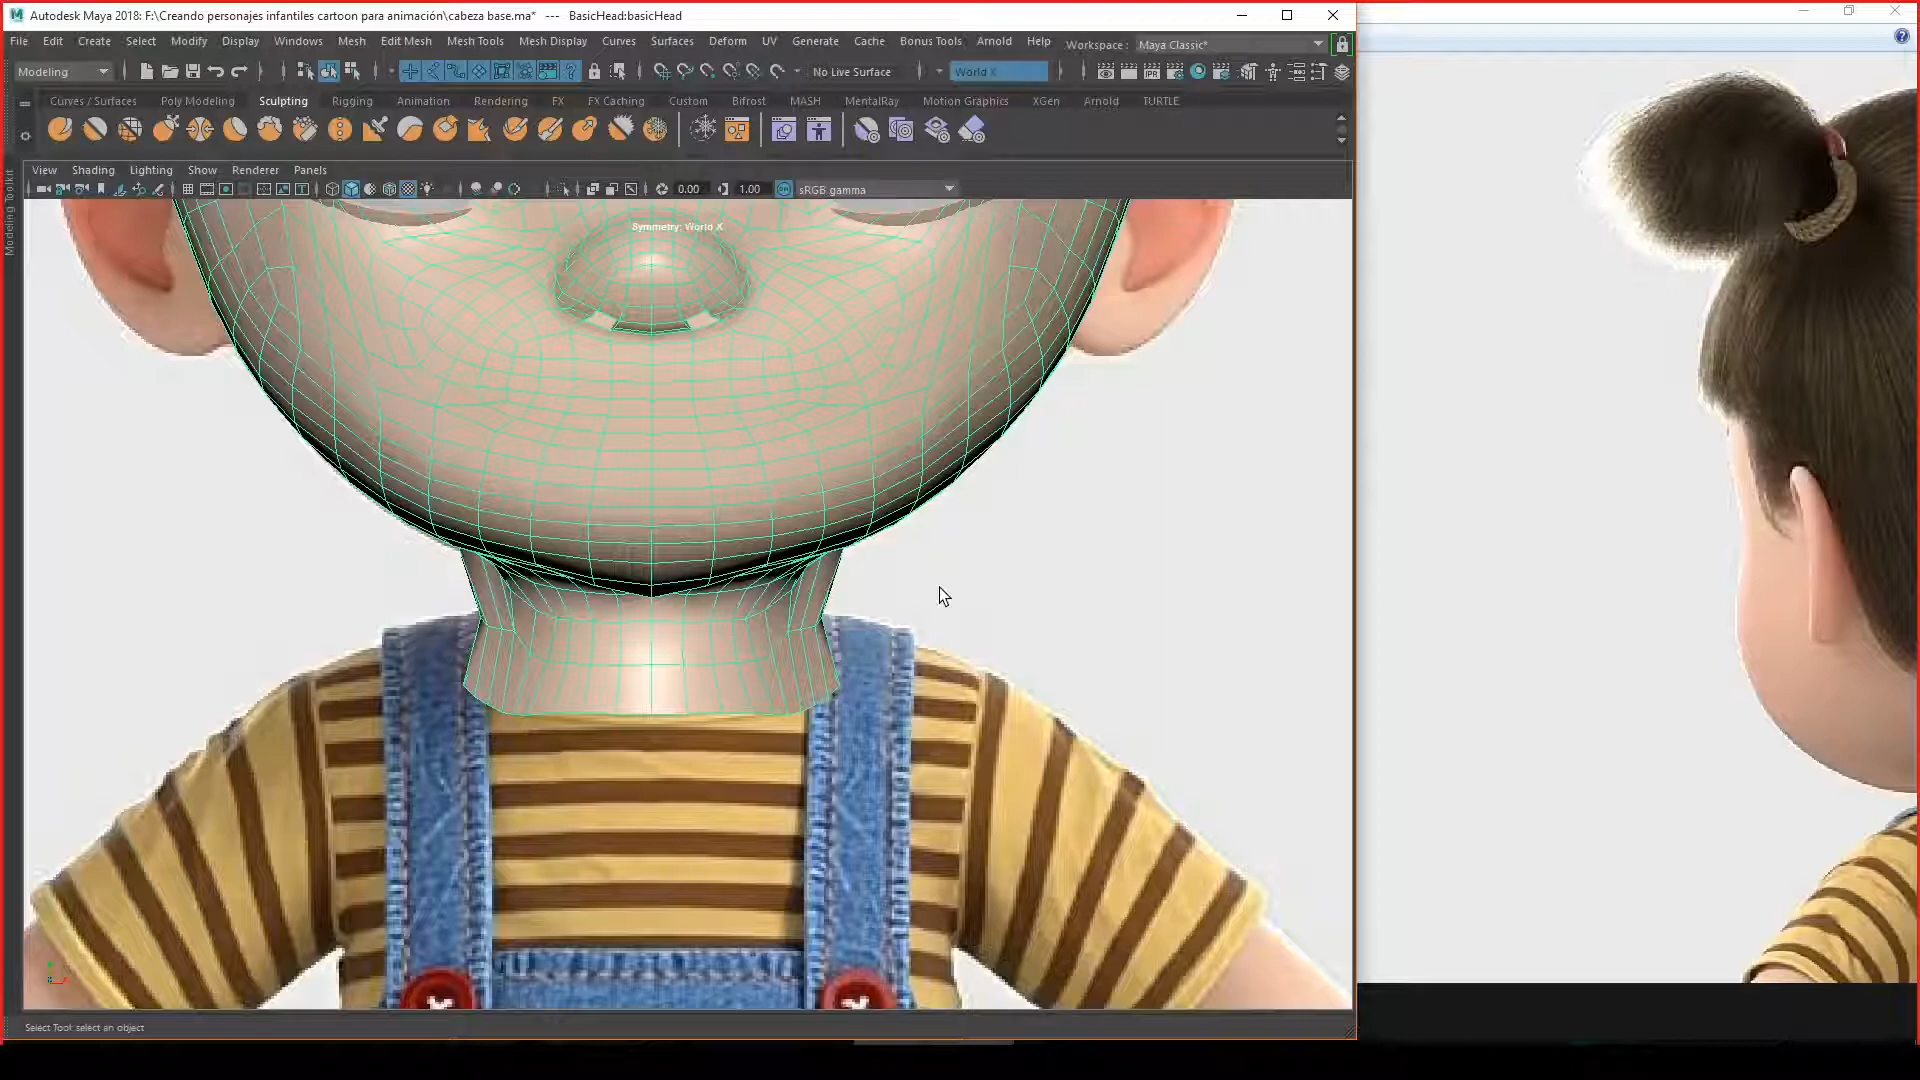 Autodesk Maya 2018: F:\Creando personajes infantiles cartoon para animación\cabeza base.ma* --- BasicHead:basicHead
File Edit Create Select Modify Display Windows Mesh Edit Mesh Mesh Tools Mesh Display Curves Surfaces Deform UV Generate Cache Bonus Tools Arnold Help Workspace : Maya Classic*
Modeling No Live Surface World X
Curves / Surfaces Poly Modeling Sculpting Rigging Animation Rendering FX FX Caching Custom Bifrost MASH MentalRay Motion Graphics XGen Arnold TURTLE
View Shading Lighting Show Renderer Panels
0.00 1.00 sRGB gamma
Modeling Toolkit
Symmetry: World X
Select Tool: select an object